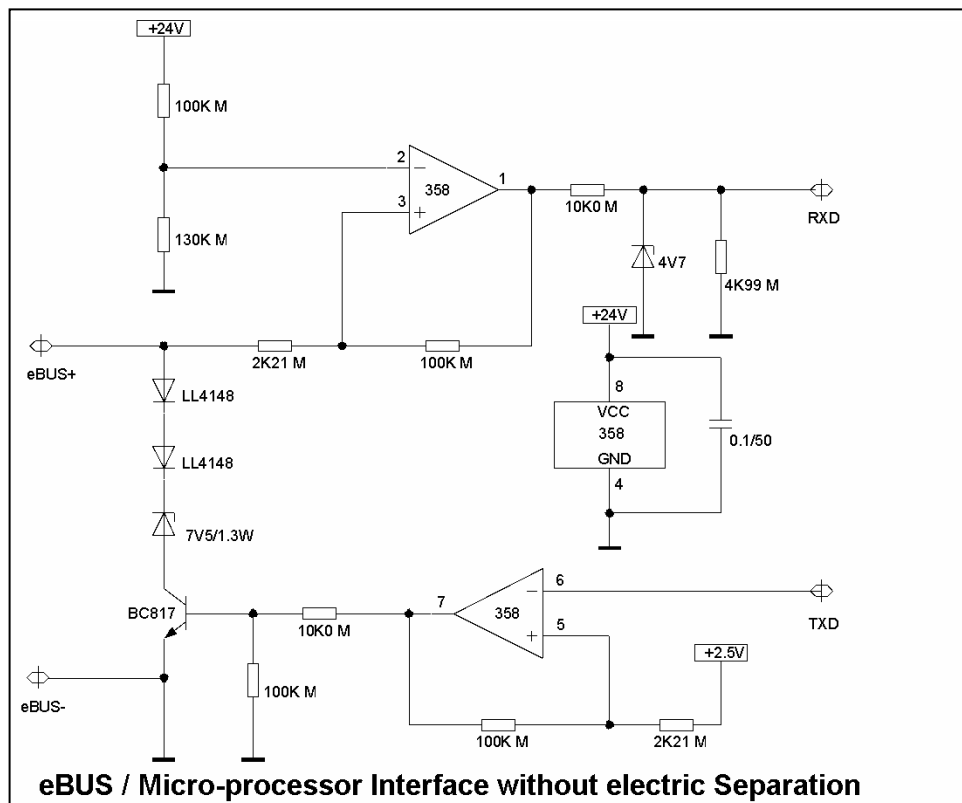 +24V
100K M
2
358
1
3
10K0 M
RXD
130K M
4V7
4K99 M
+24V
eBUS+
2K21 M
100K M
LL4148
8
VCC
358
GND
0.1/50
LL4148
4
7V5/1.3W
BC817
7
358
6
5
TXD
10K0 M
+2.5V
100K M
eBUS-
100K M
2K21 M
eBUS / Micro-processor Interface without electric Separation